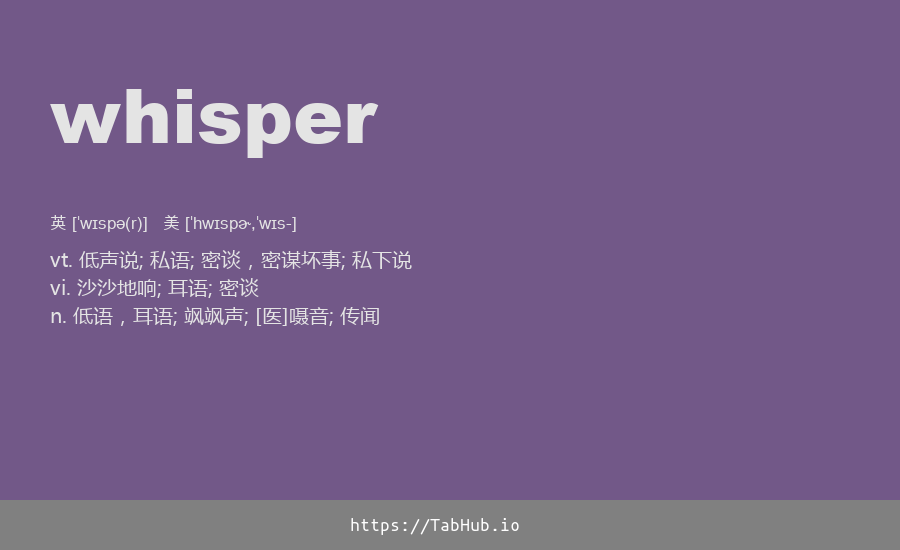 whisper
英 [ˈwɪspə(r)] 美 [ˈhwɪspɚ,ˈwɪs-]
vt. 低声说; 私语; 密谈，密谋坏事; 私下说
vi. 沙沙地响; 耳语; 密谈
n. 低语，耳语; 飒飒声; [医]嗫音; 传闻
https://TabHub.io